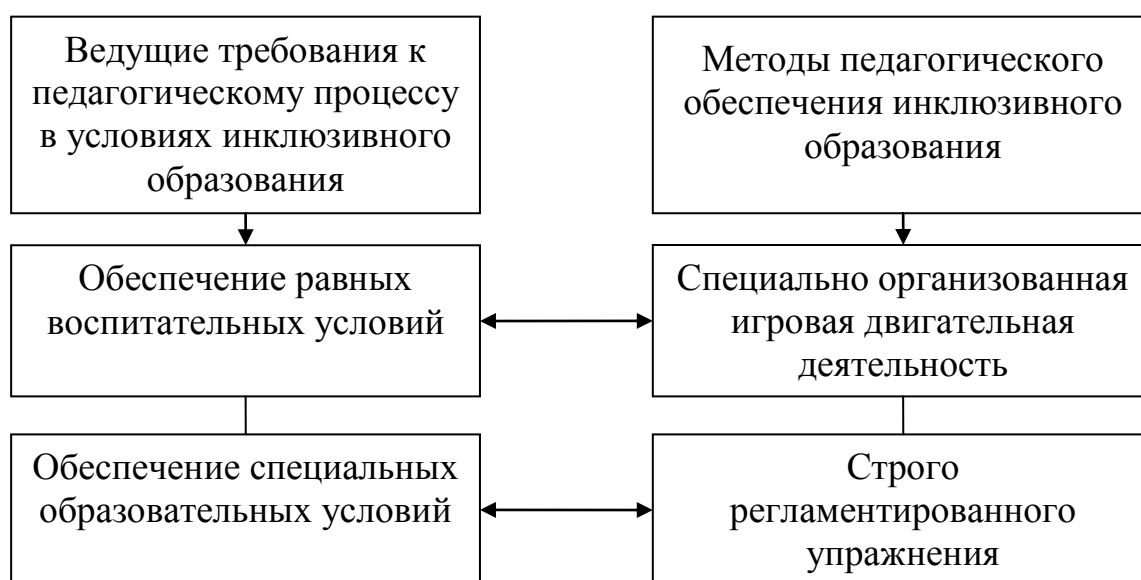 Ведущие требования к
педагогическому процессу
в условиях инклюзивного
образования
Методы педагогического
обеспечения инклюзивного
образования
Обеспечение равных
воспитательных условий
Специально организованная
игровая двигательная
деятельность
Обеспечение специальных
образовательных условий
Строго
регламентированного
упражнения